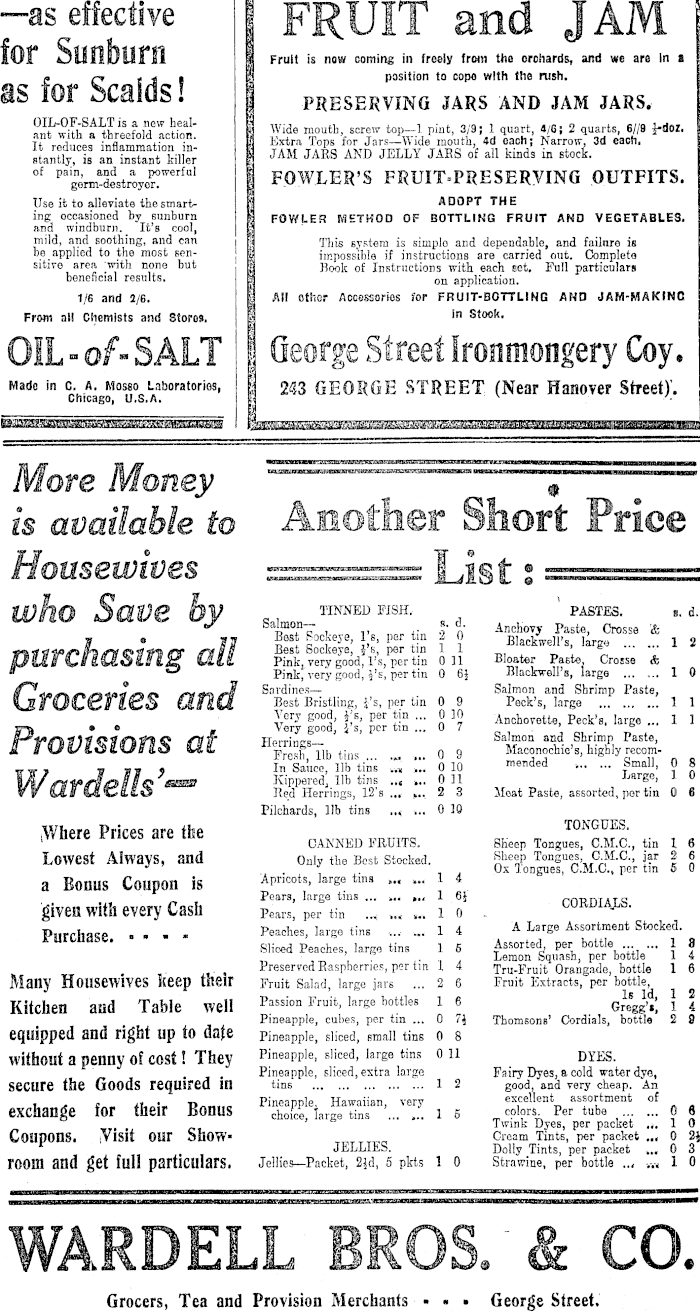 —as effective
for Sunburn
as for Scalds!
OIL-OF-SALT is a new heal-
ant with a threefold action.
It reduces inflammation in-
stantly, is an instant killer
of pain, and a powerful
germ-destroyer.
Use it to alleviate the smart-
ing occasioned by sunburn
and windburn. It's cool,
mild, and soothing, and can
be applied to the most sen-
sitive area with none but
beneficial results.
1/6 and 2/6.
From all Chemists and Stores.
OIL-of-SALT
Made in C. A. Mosso Laboratories,
Chicago, U.S.A.
FRUIT and JAM
Fruit is now coming in freely from the orchards, and we are in a
position to cope with the rush.
PRESERVING JARS AND JAM JARS.
Wide mouth, screw top—1 pint, 3/9; 1 quart, 4/6; 2 quarts, 6//9 ½-doz.
Extra Tops for Jars—Wide mouth, 4d each; Narrow, 3d each.
JAM JARS AND JELLY JARS of all kinds in stock.
FOWLER'S FRUIT-PRESERVING OUTFITS.
ADOPT THE
FOWLER METHOD OF BOTTLING FRUIT AND VEGETABLES.
This system is simple and dependable, and failure is
impossible if instructions are carried out. Complete
Book of Instructions with each set. Full particulars
on application.
All other Accessories for FRUIT-BOTTLING AND JAM-MAKING
in Stock.
George Street Ironmongery Coy.
243 GEORGE STREET (Near Hanover Street).
More Money
is available to
Housewives
who Save by
purchasing all
Groceries and
Provisions at
Wardells'—
Where Prices are the
Lowest Always, and
a Bonus Coupon is
given with every Cash
Purchase. - - - -
Many Housewives keep their
Kitchen and Table well
equipped and right up to date
without a penny of cost! They
secure the Goods required in
exchange for their Bonus
Coupons. Visit our Show-
room and get full particulars.
Another Short Price
List:
TINNED FISH.
Salmon— s. d.
Best Sockeye, 1's, per tin 2 0
Best Sockeye, ½'s, per tin 1 1
Pink, very good, 1's, per tin 0 11
Pink, very good, ½'s, per tin 0 6½
Sardines—
Best Bristling, ¼'s, per tin 0 9
Very good, ½'s, per tin ... 0 10
Very good, ¼'s, per tin 0 7
Herrings—
Fresh, 1lb tins ... ... ... 0 9
In Sauce, 1lb tins ... ... 0 10
Kippered, 1lb tins ... ... 0 11
Red Herrings, 12's ... ... 2 3
Pilchards, 1lb tins ... ... 0 10
CANNED FRUITS.
Only the Best Stocked.
Apricots, large tins ... ... 1 4
Pears, large tins ... ... ... 1 6½
Pears, per tin ... ... ... 1 0
Peaches, large tins ... ... 1 4
Sliced Peaches, large tins 1 5
Preserved Raspberries, per tin 1 4
Fruit Salad, large jars ... 2 6
Passion Fruit, large bottles 1 6
Pineapple, cubes, per tin ... 0 7½
Pineapple, sliced, small tins 0 8
Pineapple, sliced, large tins 0 11
Pineapple, sliced, extra large
tins ... ... ... ... ... ... 1 2
Pineapple, Hawaiian, very
choice, large tins ... ... 1 5
JELLIES.
Jellies—Packet, 2½d, 5 pkts 1 0
PASTES. s. d.
Anchovy Paste, Crosse &
Blackwell's, large ... ... 1 2
Bloater Paste, Crosse &
Blackwell's, large ... ... 1 0
Salmon and Shrimp Paste,
Peck's, large ... ... ... 1 1
Anchovette, Peck's, large ... 1 1
Salmon and Shrimp Paste,
Maconochie's, highly recom-
mended ... ... Small, 0 8
Large, 1 0
Meat Paste, assorted, per tin 0 6
TONGUES.
Sheep Tongues, C.M.C., tin 1 6
Sheep Tongues, C.M.C., jar 2 6
Ox Tongues, C.M.C., per tin 5 0
CORDIALS.
A Large Assortment Stocked.
Assorted, per bottle ... ... 1 3
Lemon Squash, per bottle 1 4
Tru-Fruit Orangade, bottle 1 6
Fruit Extracts, per bottle,
1s 1d, 1 2
Gregg's, 1 4
Thomsons' Cordials, bottle 2 9
DYES.
Fairy Dyes, a cold water dye,
good, and very cheap. An
excellent assortment of
colors. Per tube ... ... 0 6
Twink Dyes, per packet ... 1 0
Cream Tints, per packet ... 0 2½
Dolly Tints, per packet ... 0 3
Strawine, per bottle ... ... 1 0
WARDELL BROS. & CO.
Grocers, Tea and Provision Merchants - - - George Street.